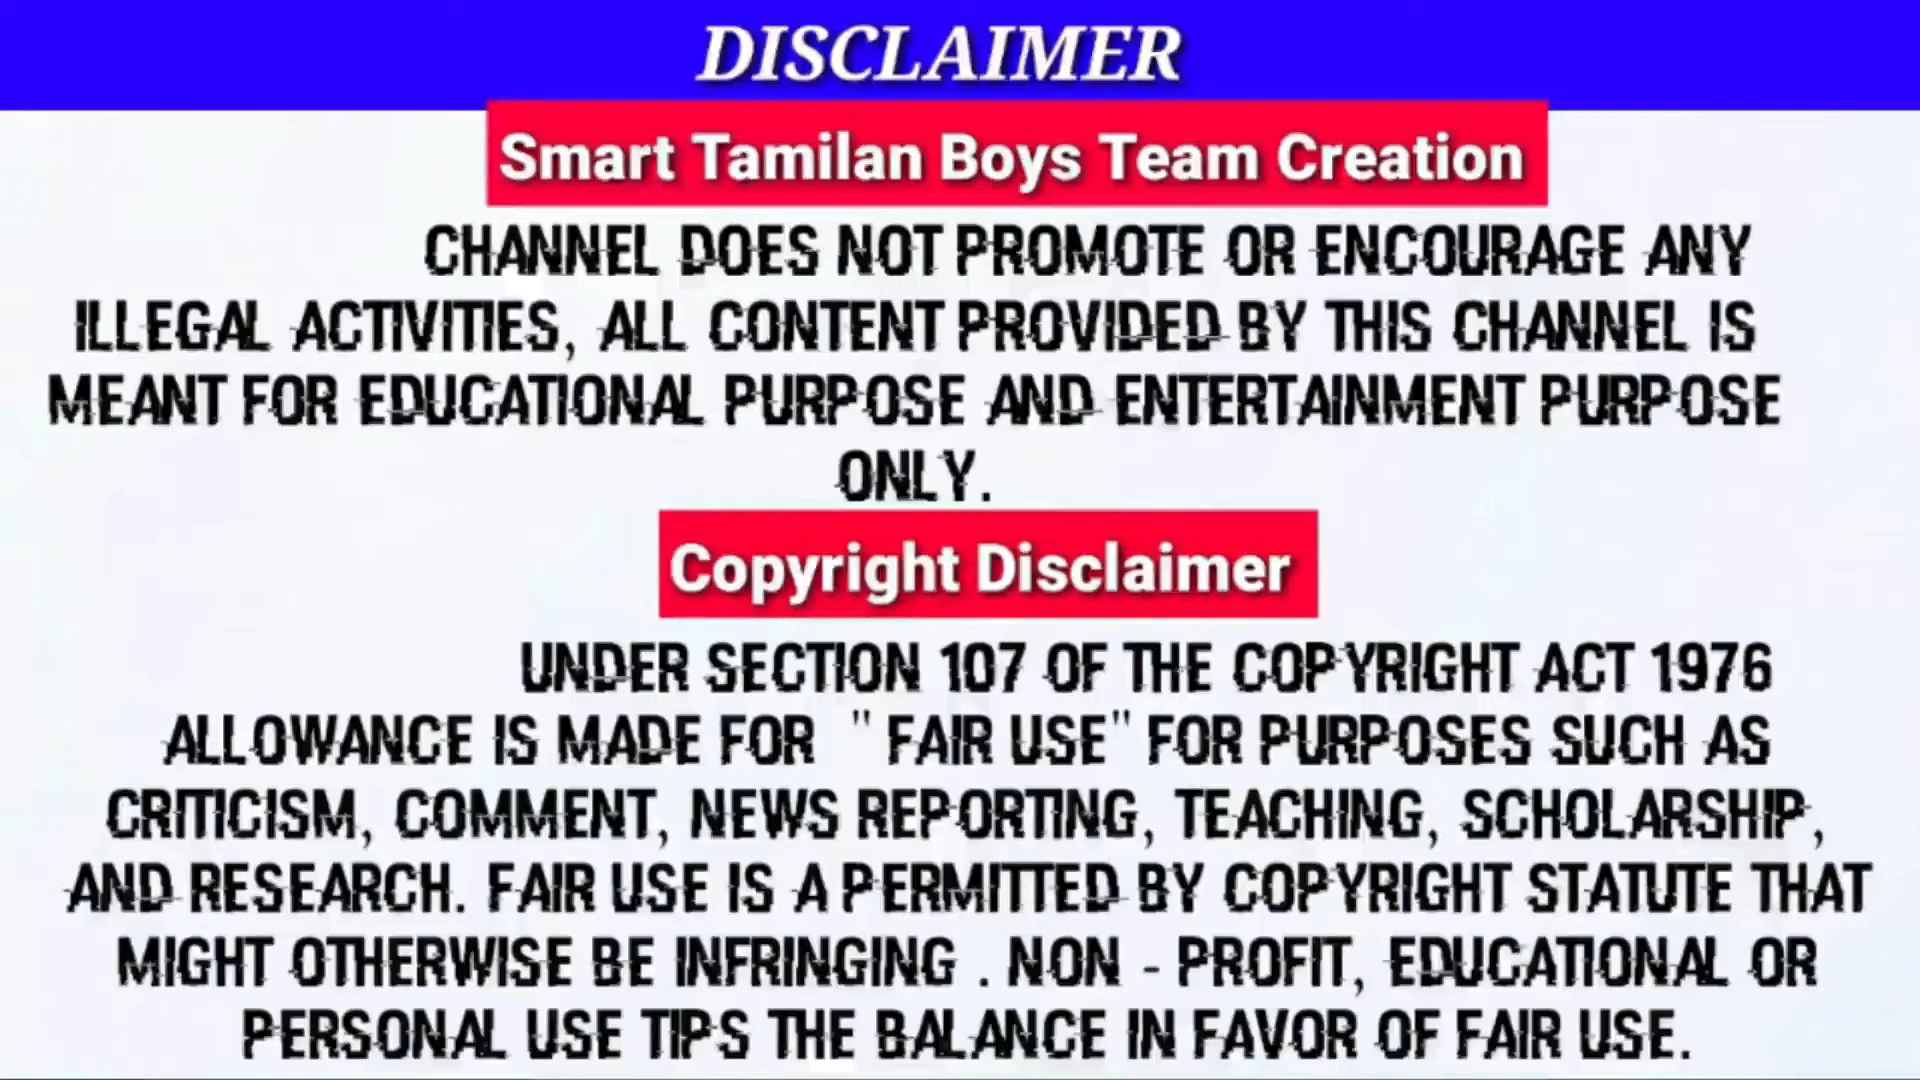 DISCLAIMER
Smart Tamilan Boys Team Creation
CHANNEL DOES NOT PROMOTE OR ENCOURAGE ANY
ILLEGAL ACTIVITIES, ALL CONTENT PROVIDED BY THIS CHANNEL IS
MEANT FOR EDUCATIONAL PURPOSE AND ENTERTAINMENT PURPOSE
ONLY.
Copyright Disclaimer
UNDER SECTION 107 OF THE COPYRIGHT ACT 1976
ALLOWANCE IS MADE FOR " FAIR USE" FOR PURPOSES SUCH AS
CRITICISM, COMMENT, NEWS REPORTING, TEACHING, SCHOLARSHIP,
AND RESEARCH. FAIR USE IS A PERMITTED BY COPYRIGHT STATUTE THAT
MIGHT OTHERWISE BE INFRINGING . NON - PROFIT, EDUCATIONAL OR
PERSONAL USE TIPS THE BALANCE IN FAVOR OF FAIR USE.